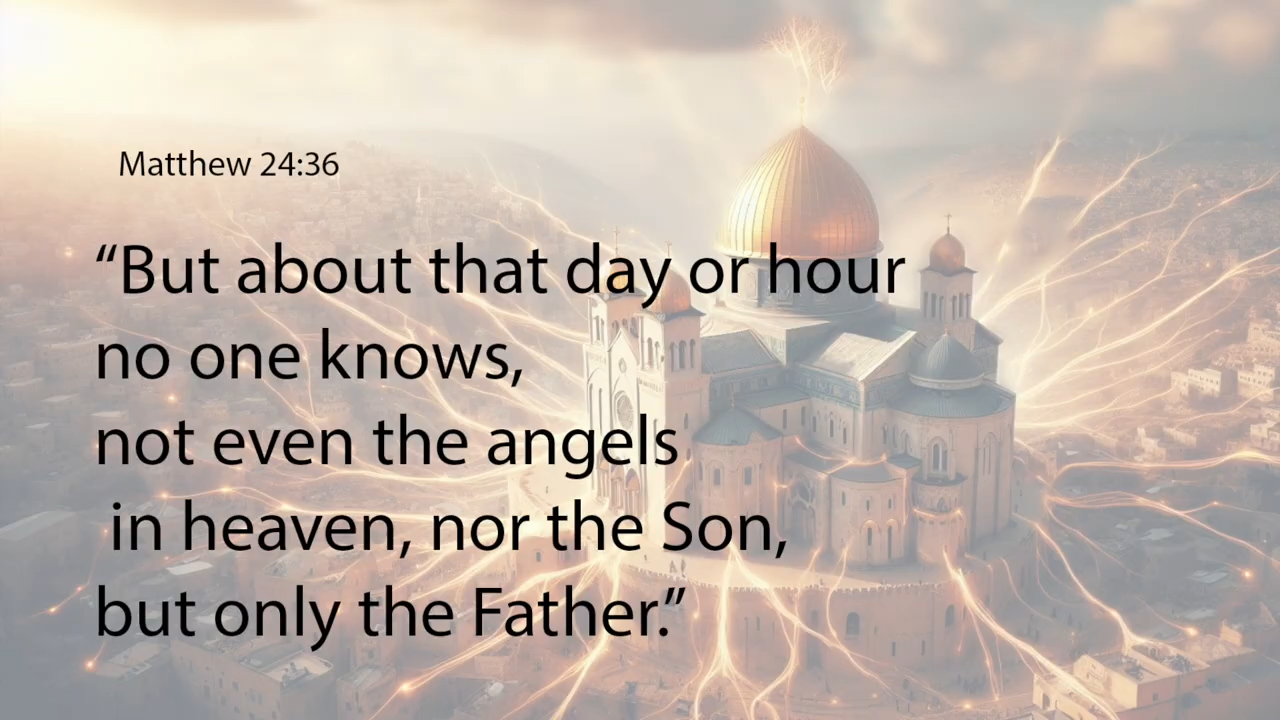 Matthew 24:36
“But about that day or hour
no one knows,
not even the angels
in heaven, nor the Son,
but only the Father.”